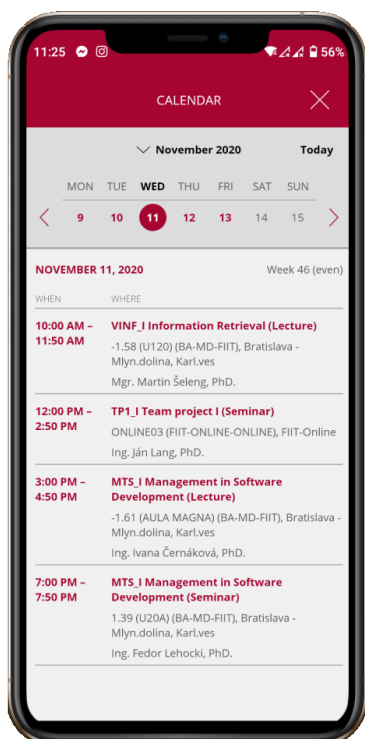 11:25 56%
CALENDAR
November 2020 Today
MON TUE WED THU FRI SAT SUN
9 10 11 12 13 14 15
NOVEMBER 11, 2020 Week 46 (even)
WHEN WHERE
10:00 AM – VINF_I Information Retrieval (Lecture)
11:50 AM
-1.58 (U120) (BA-MD-FIIT), Bratislava -
Mlyn.dolina, Karl.ves
Mgr. Martin Šeleng, PhD.
12:00 PM – TP1_I Team project I (Seminar)
2:50 PM
ONLINE03 (FIIT-ONLINE-ONLINE), FIIT-Online
Ing. Ján Lang, PhD.
3:00 PM – MTS_I Management in Software
4:50 PM Development (Lecture)
-1.61 (AULA MAGNA) (BA-MD-FIIT), Bratislava -
Mlyn.dolina, Karl.ves
Ing. Ivana Černáková, PhD.
7:00 PM – MTS_I Management in Software
7:50 PM Development (Seminar)
1.39 (U20A) (BA-MD-FIIT), Bratislava -
Mlyn.dolina, Karl.ves
Ing. Fedor Lehocki, PhD.